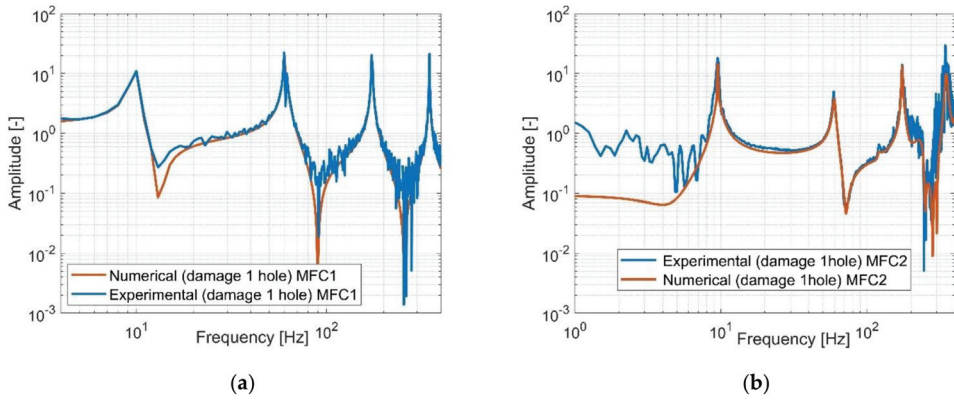 10²
10¹
10⁰
10⁻¹
10⁻²
10⁻³
Amplitude [-]
Numerical (damage 1 hole) MFC1
Experimental (damage 1 hole) MFC1
10¹
10²
Frequency [Hz]
(a)
10²
10¹
10⁰
10⁻¹
10⁻²
10⁻³
Amplitude [-]
Experimental (damage 1hole) MFC2
Numerical (damage 1hole) MFC2
10⁰
10¹
10²
Frequency [Hz]
(b)